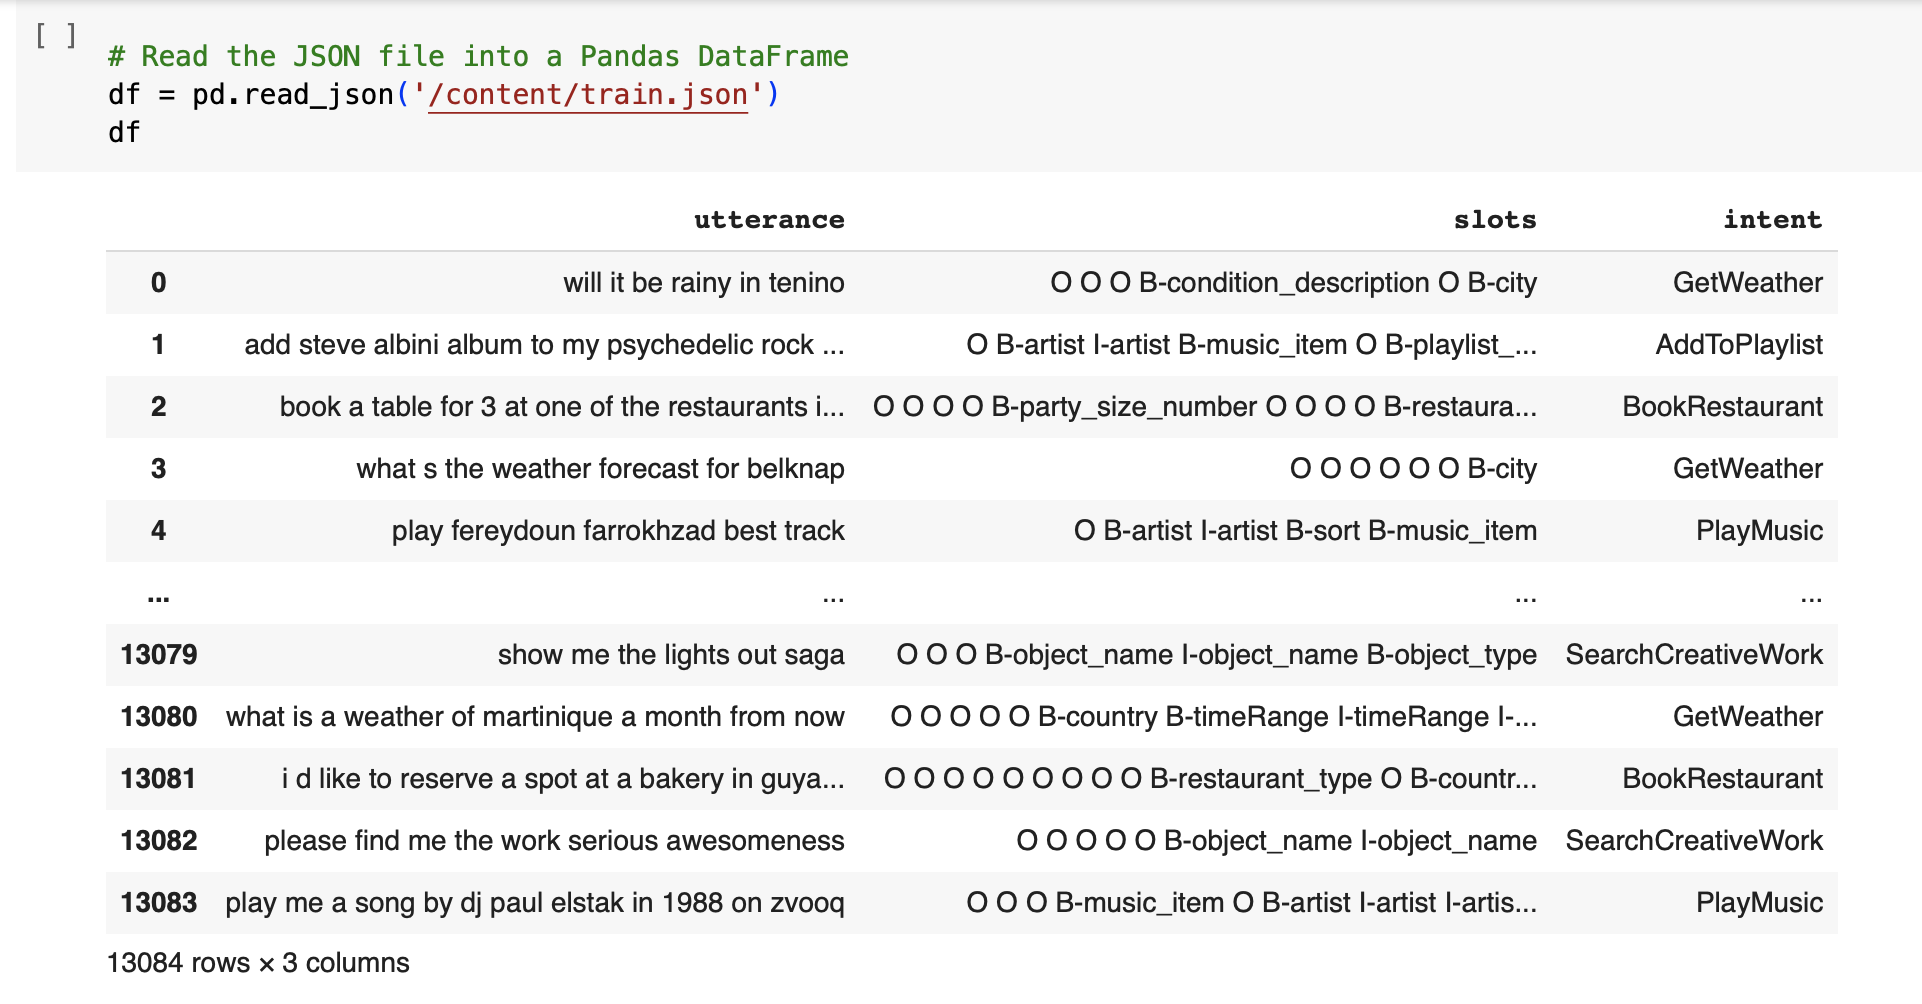 [ ]
# Read the JSON file into a Pandas DataFrame
df = pd.read_json('/content/train.json')
df
utterance slots intent
0 will it be rainy in tenino O O O B-condition_description O B-city GetWeather
1 add steve albini album to my psychedelic rock ... O B-artist I-artist B-music_item O B-playlist_... AddToPlaylist
2 book a table for 3 at one of the restaurants i... O O O O B-party_size_number O O O O B-restaura... BookRestaurant
3 what s the weather forecast for belknap O O O O O O B-city GetWeather
4 play fereydoun farrokhzad best track O B-artist I-artist B-sort B-music_item PlayMusic
... ... ... ...
13079 show me the lights out saga O O O B-object_name I-object_name B-object_type SearchCreativeWork
13080 what is a weather of martinique a month from now O O O O O B-country B-timeRange I-timeRange I-... GetWeather
13081 i d like to reserve a spot at a bakery in guya... O O O O O O O O O B-restaurant_type O B-countr... BookRestaurant
13082 please find me the work serious awesomeness O O O O O B-object_name I-object_name SearchCreativeWork
13083 play me a song by dj paul elstak in 1988 on zvooq O O O B-music_item O B-artist I-artist I-artis... PlayMusic
13084 rows × 3 columns